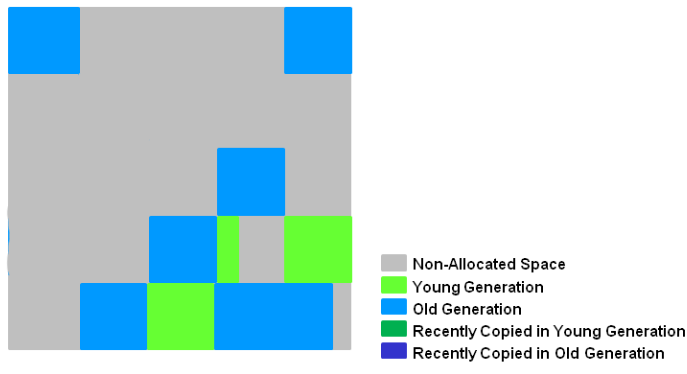 Non-Allocated Space
Young Generation
Old Generation
Recently Copied in Young Generation
Recently Copied in Old Generation